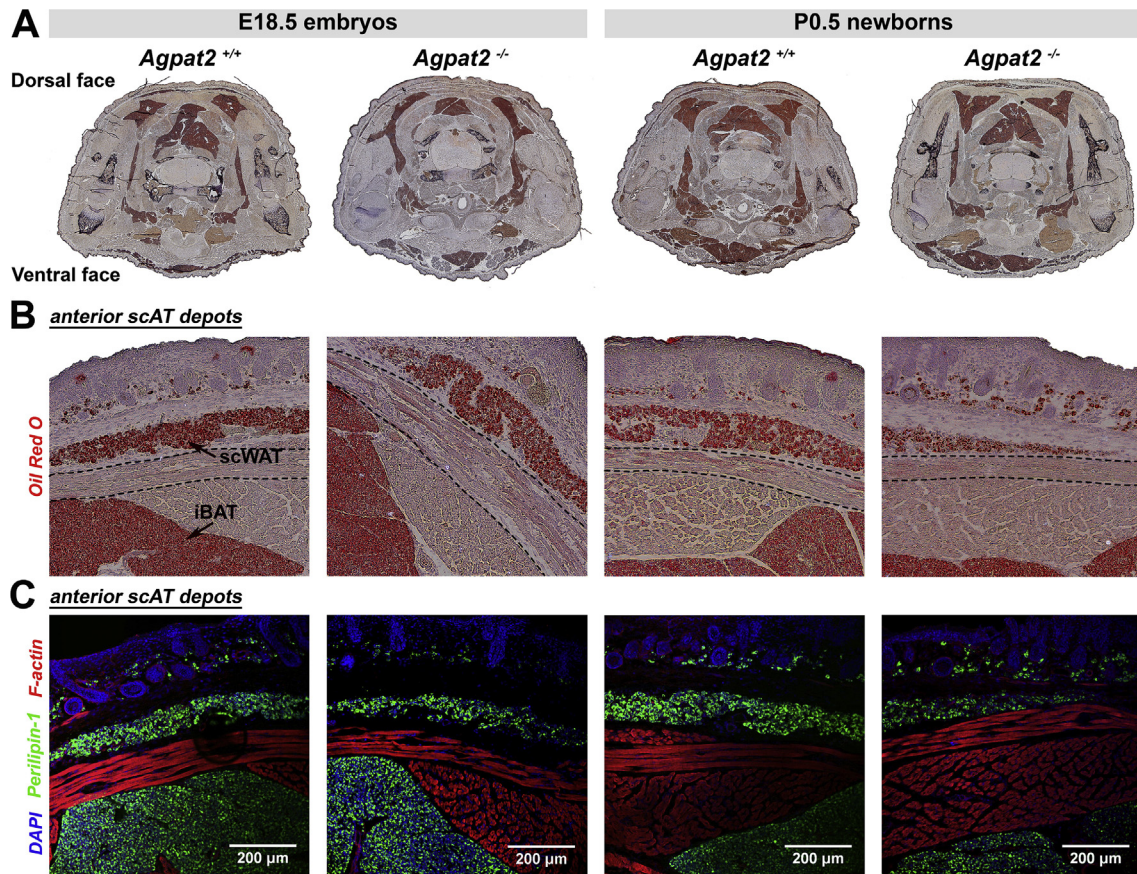 A
E18.5 embryos
P0.5 newborns
Agpat2 +/+
Agpat2 -/-
Agpat2 +/+
Agpat2 -/-
Dorsal face
Ventral face
B
anterior scAT depots
Oil Red O
scWAT
iBAT
C
anterior scAT depots
DAPI Perilipin-1 F-actin
200 µm
200 µm
200 µm
200 µm